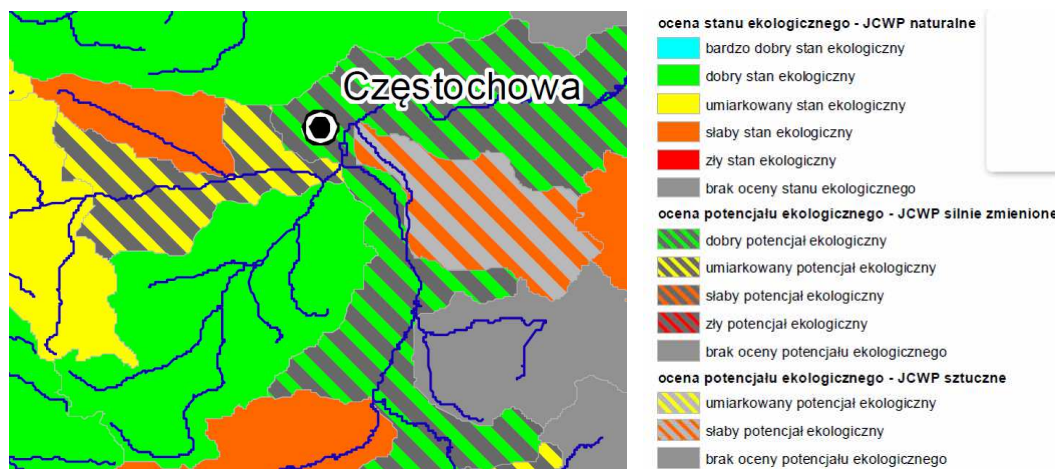 Częstochowa
ocena stanu ekologicznego - JCWP naturalne
bardzo dobry stan ekologiczny
dobry stan ekologiczny
umiarkowany stan ekologiczny
słaby stan ekologiczny
zły stan ekologiczny
brak oceny stanu ekologicznego
ocena potencjału ekologicznego - JCWP silnie zmienione
dobry potencjał ekologiczny
umiarkowany potencjał ekologiczny
słaby potencjał ekologiczny
zły potencjał ekologiczny
brak oceny potencjału ekologicznego
ocena potencjału ekologicznego - JCWP sztuczne
umiarkowany potencjał ekologiczny
słaby potencjał ekologiczny
brak oceny potencjału ekologicznego